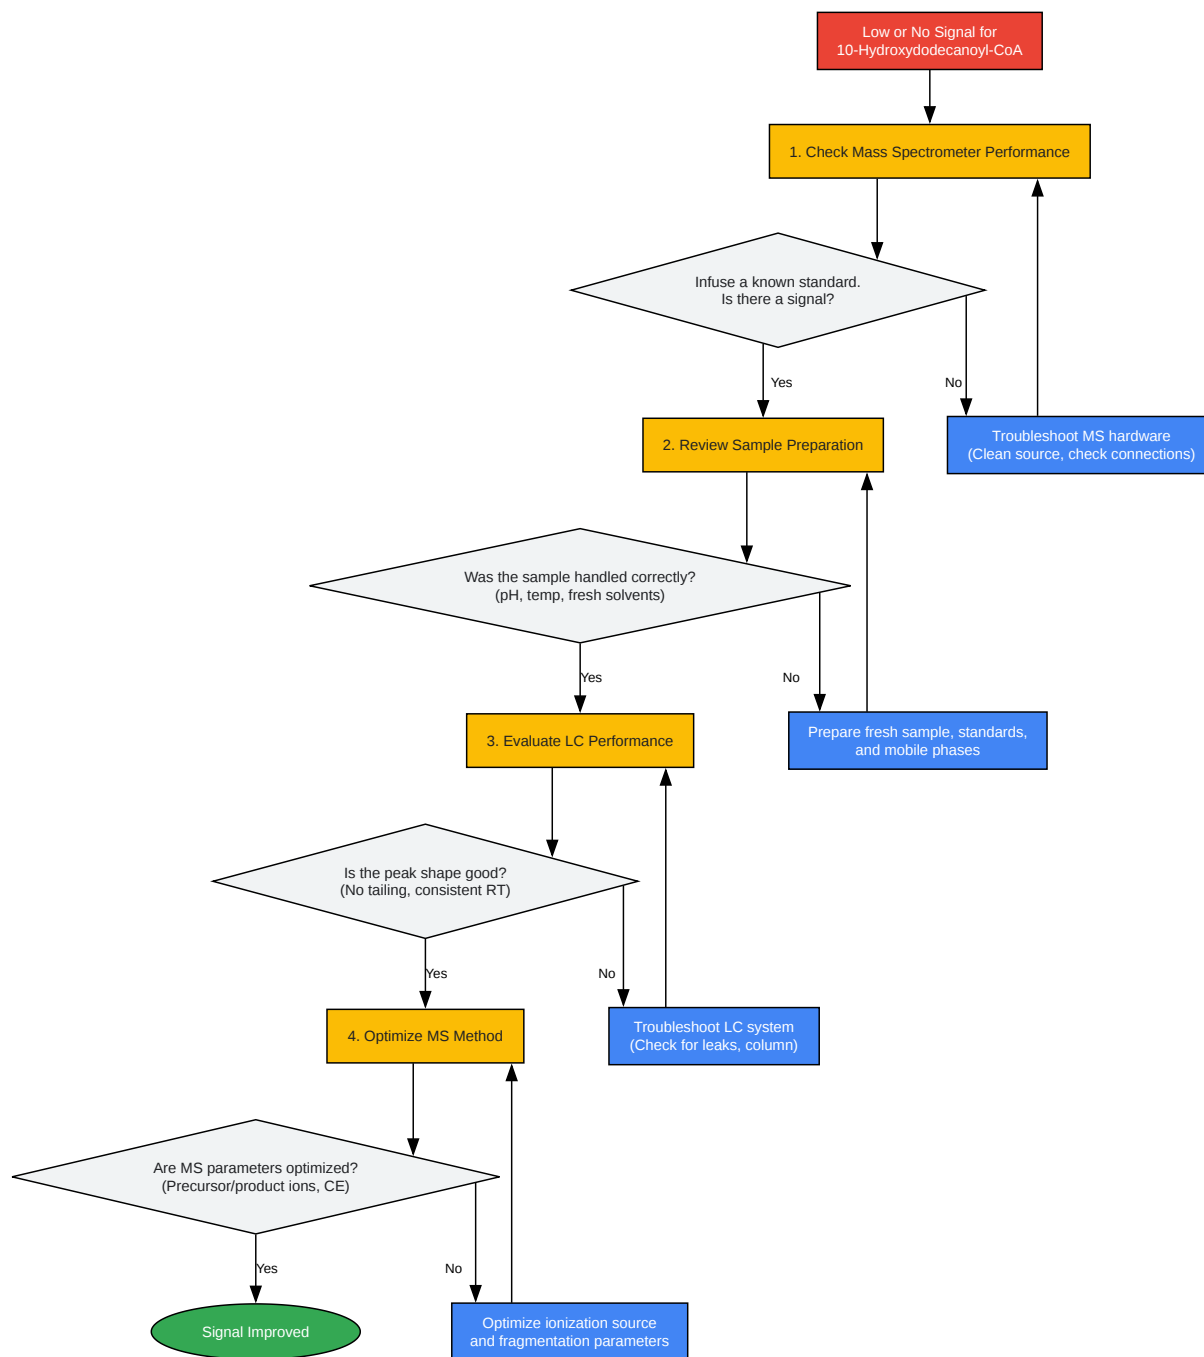 Low or No Signal for
10-Hydroxydodecanoyl-CoA
1. Check Mass Spectrometer Performance
Infuse a known standard.
Is there a signal?
Yes
No
2. Review Sample Preparation
Troubleshoot MS hardware
(Clean source, check connections)
Was the sample handled correctly?
(pH, temp, fresh solvents)
Yes
No
3. Evaluate LC Performance
Prepare fresh sample, standards,
and mobile phases
Is the peak shape good?
(No tailing, consistent RT)
Yes
No
4. Optimize MS Method
Troubleshoot LC system
(Check for leaks, column)
Are MS parameters optimized?
(Precursor/product ions, CE)
Yes
No
Signal Improved
Optimize ionization source
and fragmentation parameters